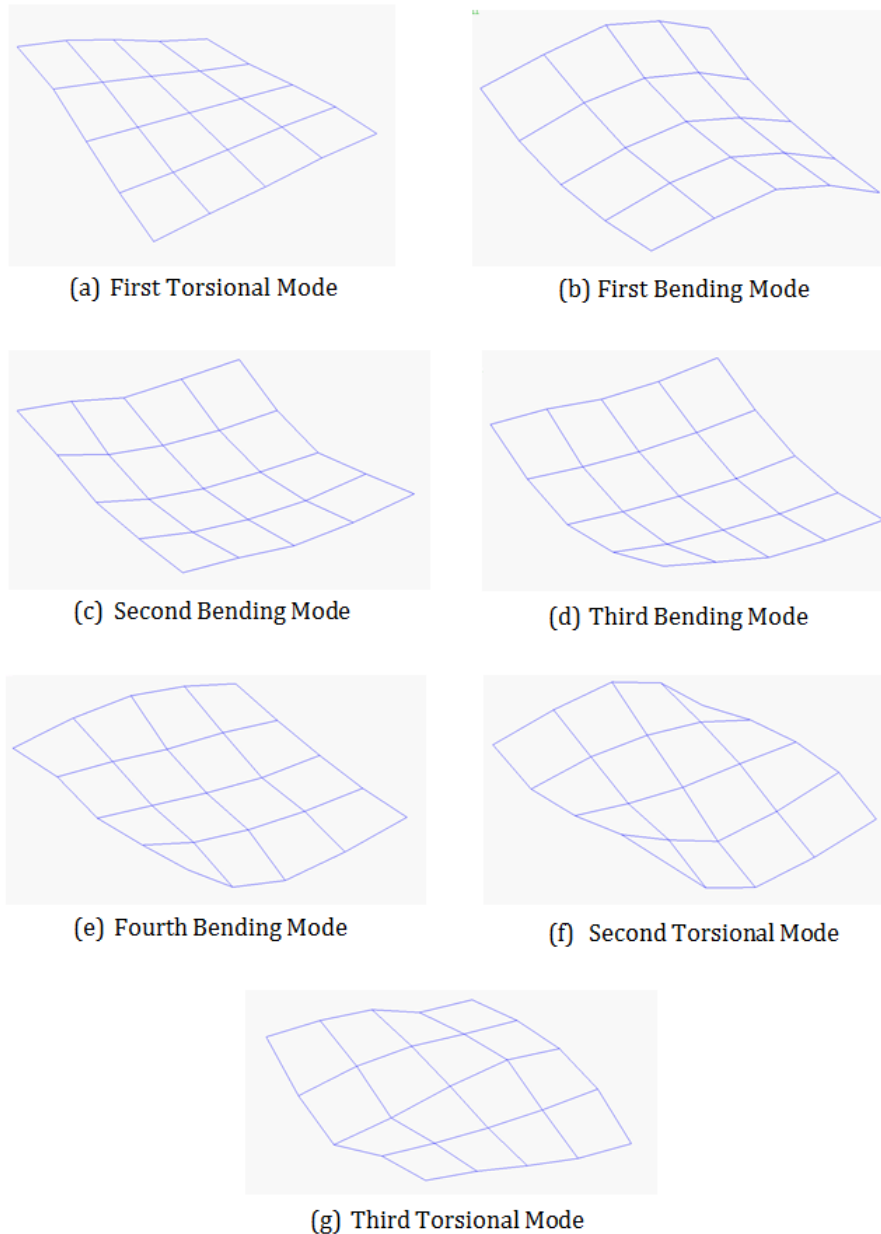 (a) First Torsional Mode
(b) First Bending Mode
(c) Second Bending Mode
(d) Third Bending Mode
(e) Fourth Bending Mode
(f) Second Torsional Mode
(g) Third Torsional Mode